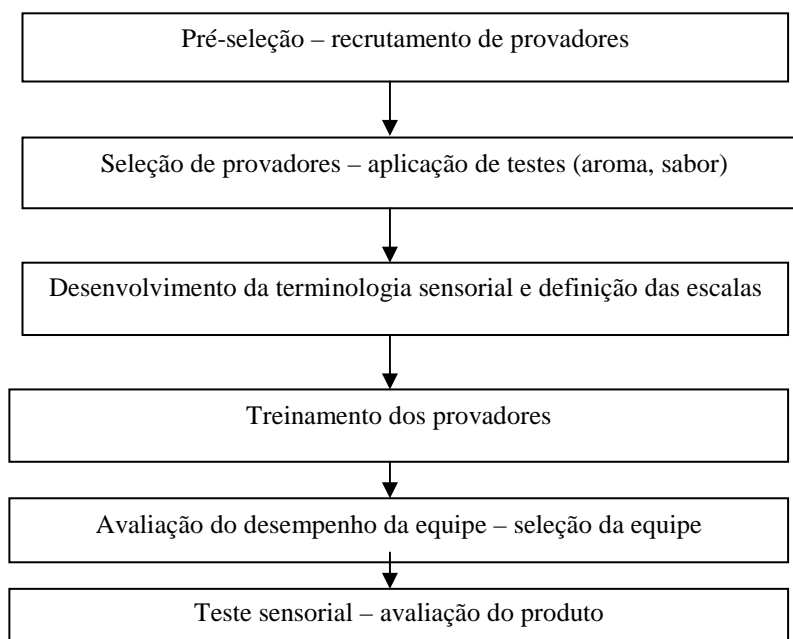 Pré-seleção – recrutamento de provadores
Seleção de provadores – aplicação de testes (aroma, sabor)
Desenvolvimento da terminologia sensorial e definição das escalas
Treinamento dos provadores
Avaliação do desempenho da equipe – seleção da equipe
Teste sensorial – avaliação do produto